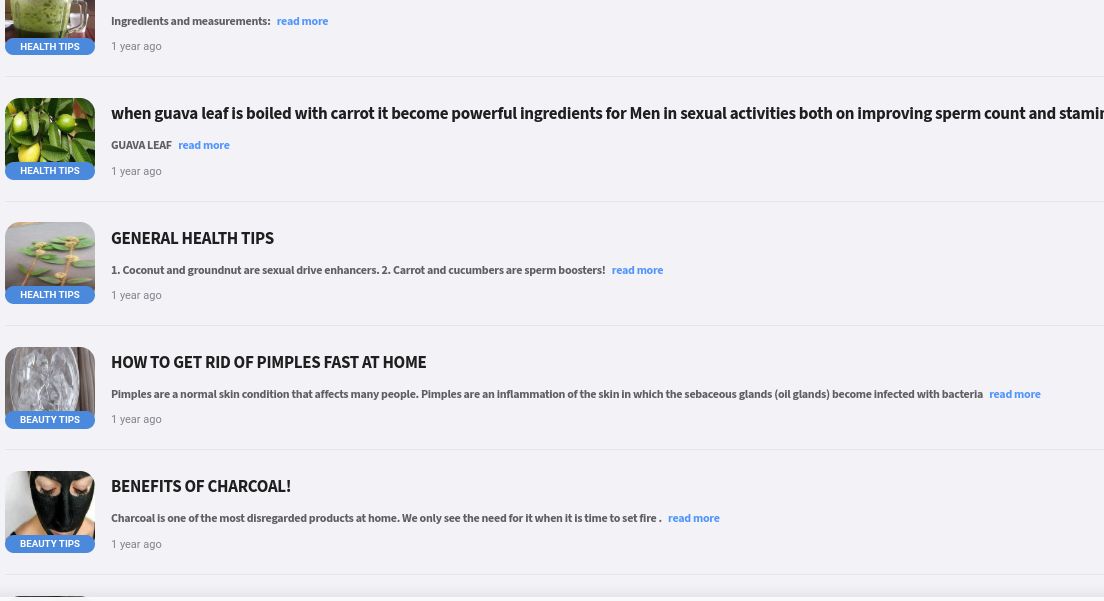 Ingredients and measurements: read more
HEALTH TIPS
1 year ago
when guava leaf is boiled with carrot it become powerful ingredients for Men in sexual activities both on improving sperm count and
GUAVA LEAF read more
HEALTH TIPS
1 year ago
GENERAL HEALTH TIPS
1. Coconut and groundnut are sexual drive enhancers. 2. Carrot and cucumbers are sperm boosters! read more
HEALTH TIPS
1 year ago
HOW TO GET RID OF PIMPLES FAST AT HOME
Pimples are a normal skin condition that affects many people. Pimples are an inflammation of the skin in which the sebaceous glands (oil glands) become infected with bacteria read more
BEAUTY TIPS
1 year ago
BENEFITS OF CHARCOAL!
Charcoal is one of the most disregarded products at home. We only see the need for it when it is time to set fire . read more
BEAUTY TIPS
1 year ago